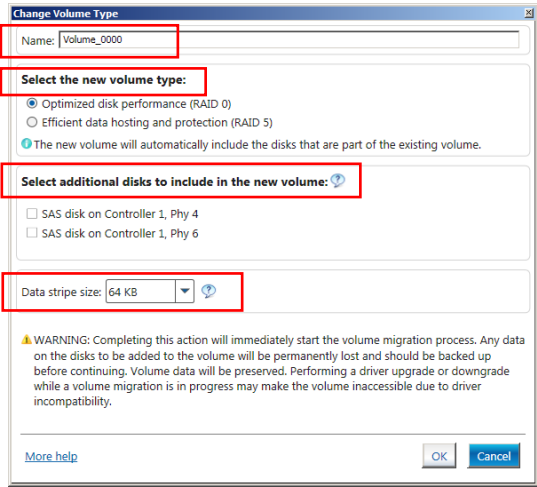 Change Volume Type
Name: Volume_0000
Select the new volume type:
Optimized disk performance (RAID 0)
Efficient data hosting and protection (RAID 5)
The new volume will automatically include the disks that are part of the existing volume.
Select additional disks to include in the new volume:
SAS disk on Controller 1, Phy 4
SAS disk on Controller 1, Phy 6
Data stripe size: 64 KB
WARNING: Completing this action will immediately start the volume migration process. Any data
on the disks to be added to the volume will be permanently lost and should be backed up
before continuing. Volume data will be preserved. Performing a driver upgrade or downgrade
while a volume migration is in progress may make the volume inaccessible due to driver
incompatibility.
More help
OK
Cancel